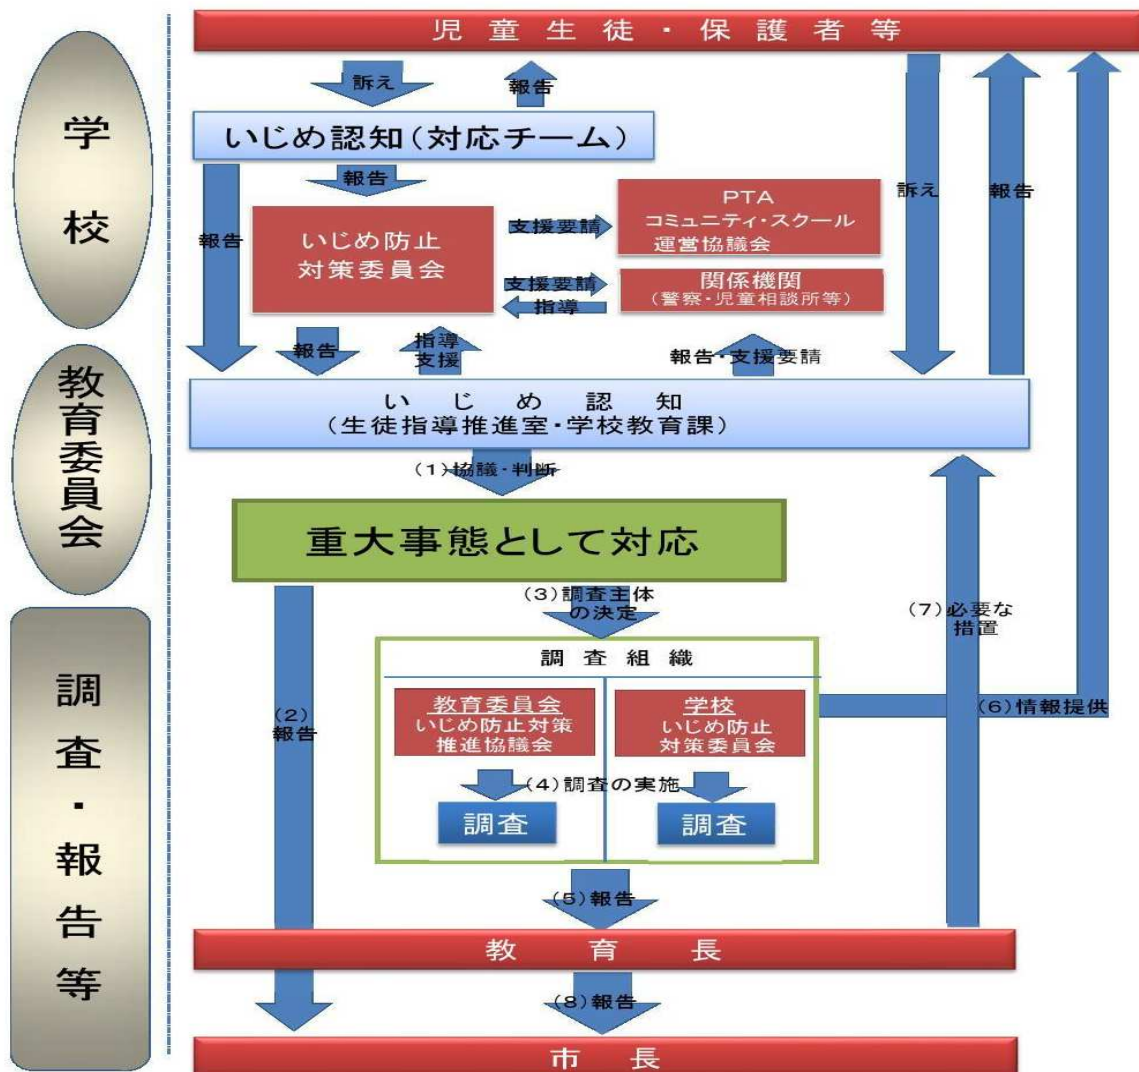 児童生徒・保護者等
学校
訴え
報告
いじめ認知(対応チーム)
報告
報告
いじめ防止
対策委員会
支援要請
PTA
コミュニティ・スクール
運営協議会
支援要請
指導
関係機関
(警察・児童相談所等)
訴え
報告
報告
指導
支援
報告・支援要請
教育委員会
いじめ認知
(生徒指導推進室・学校教育課)
(1)協議・判断
重大事態として対応
(3)調査主体
の決定
(7)必要な
措置
調査・報告等
調査組織
(2)
報告
教育委員会
いじめ防止対策
推進協議会
学校
いじめ防止
対策委員会
(6)情報提供
(4)調査の実施
調査
調査
(5)報告
教育長
(8)報告
市長